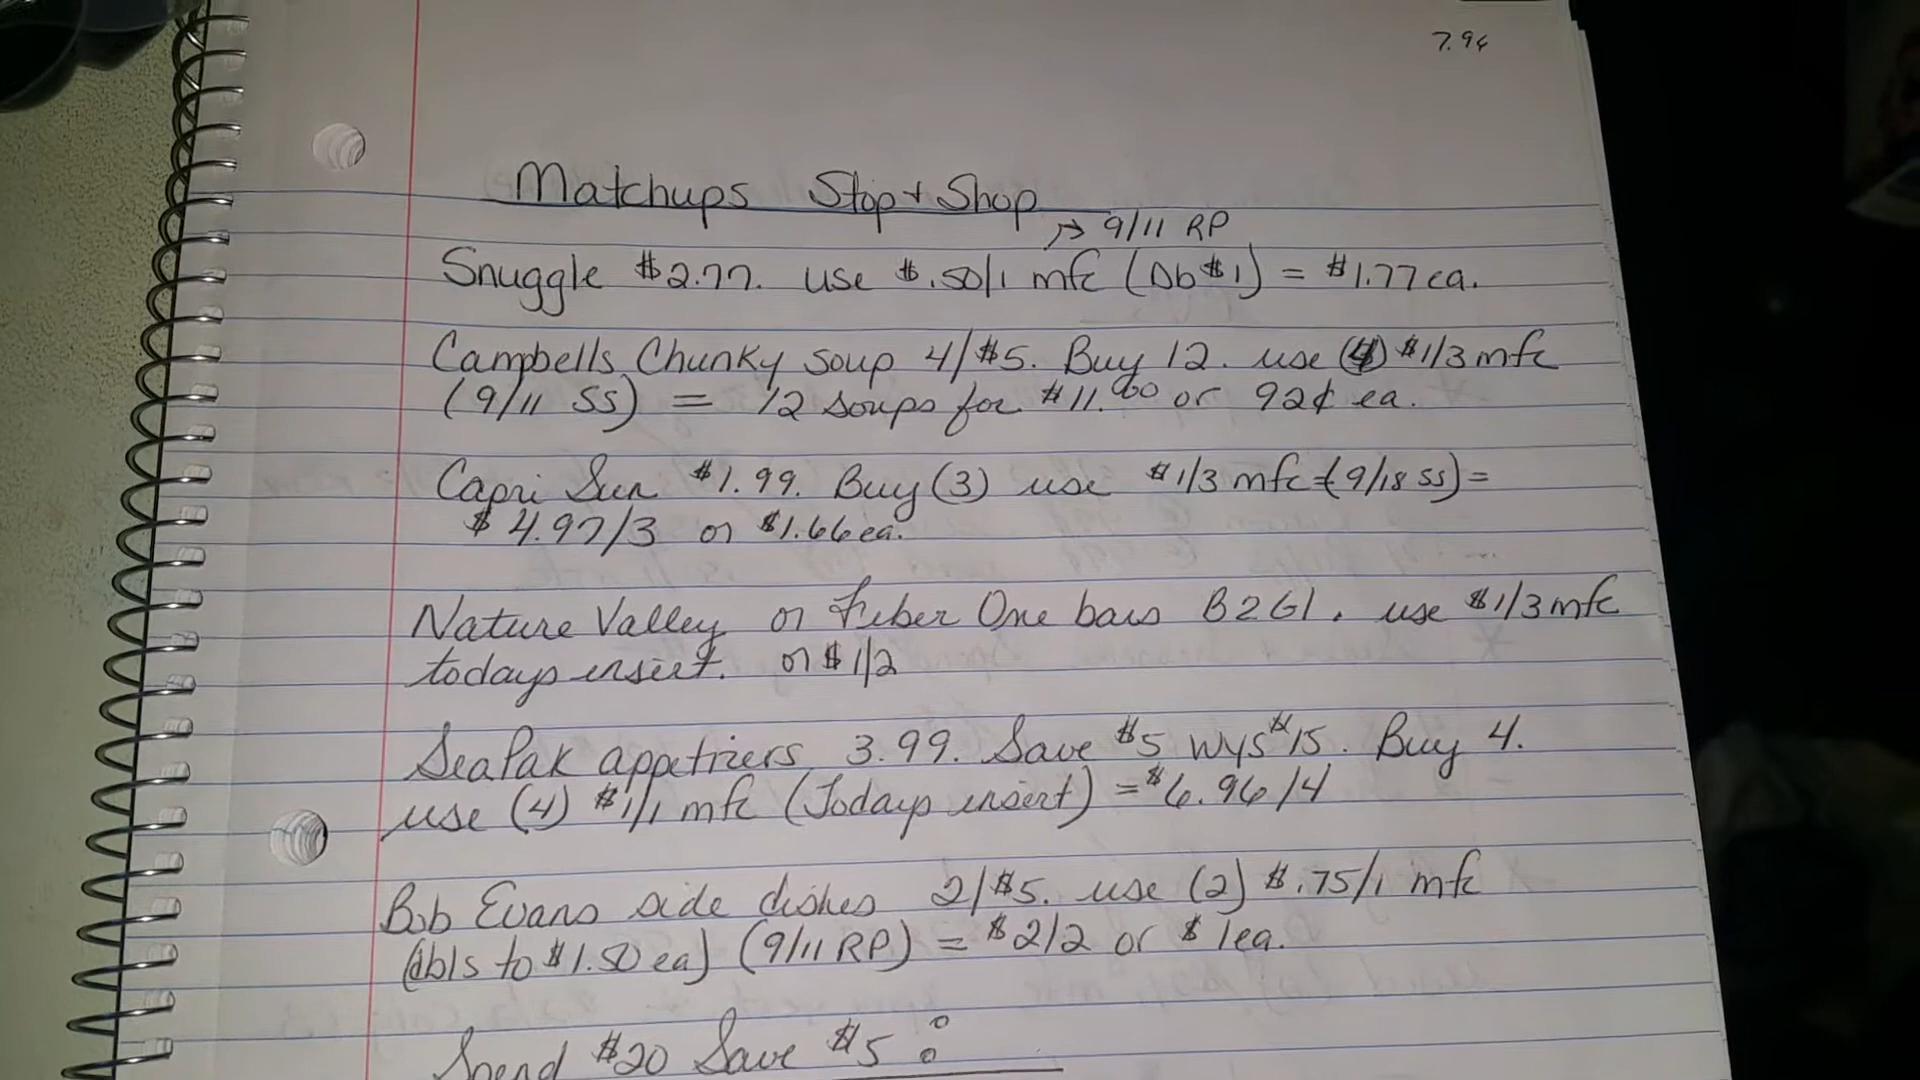 7.96
Matchups Stop + Shop
→ 9/11 RP
Snuggle $2.77. use $.50/1 mfc (Db $1) = $1.77 ea.
Campbells Chunky soup 4/$5. Buy 12. use (4) $1/3 mfc
(9/11 SS) = 12 soups for $11.00 or 92¢ ea.
Capri Sun $1.99. Buy (3) use $1/3 mfc (9/18 SS) =
$4.97/3 or $1.66 ea.
Nature Valley or Fiber One bars B2G1. use $1/3 mfc
todays insert. or $1/2
SeaPak appetizers 3.99. Save $5 wys $15. Buy 4.
use (4) $1/1 mfc (Todays insert) = $6.96/4
Bob Evans side dishes 2/$5. use (2) $.75/1 mfc
(dbls to $1.50 ea) (9/11 RP) = $2/2 or $1ea.
Spend $20 Save $5: